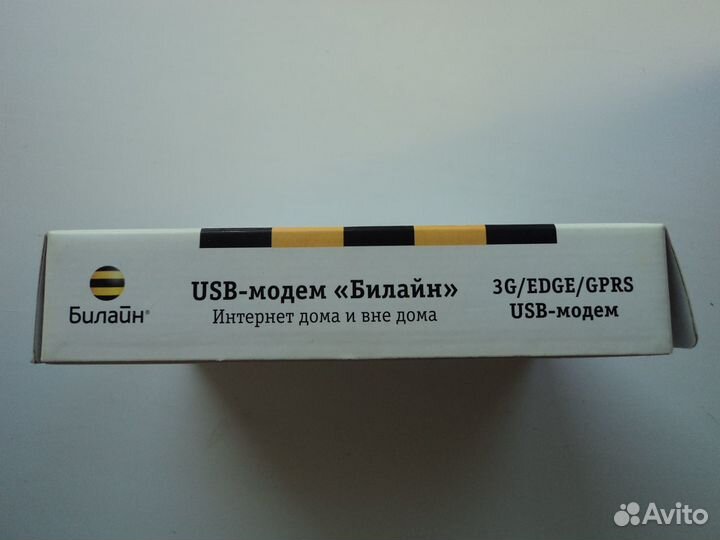 Билайн®
USB-модем «Билайн»
Интернет дома и вне дома
3G/EDGE/GPRS
USB-модем
Avito